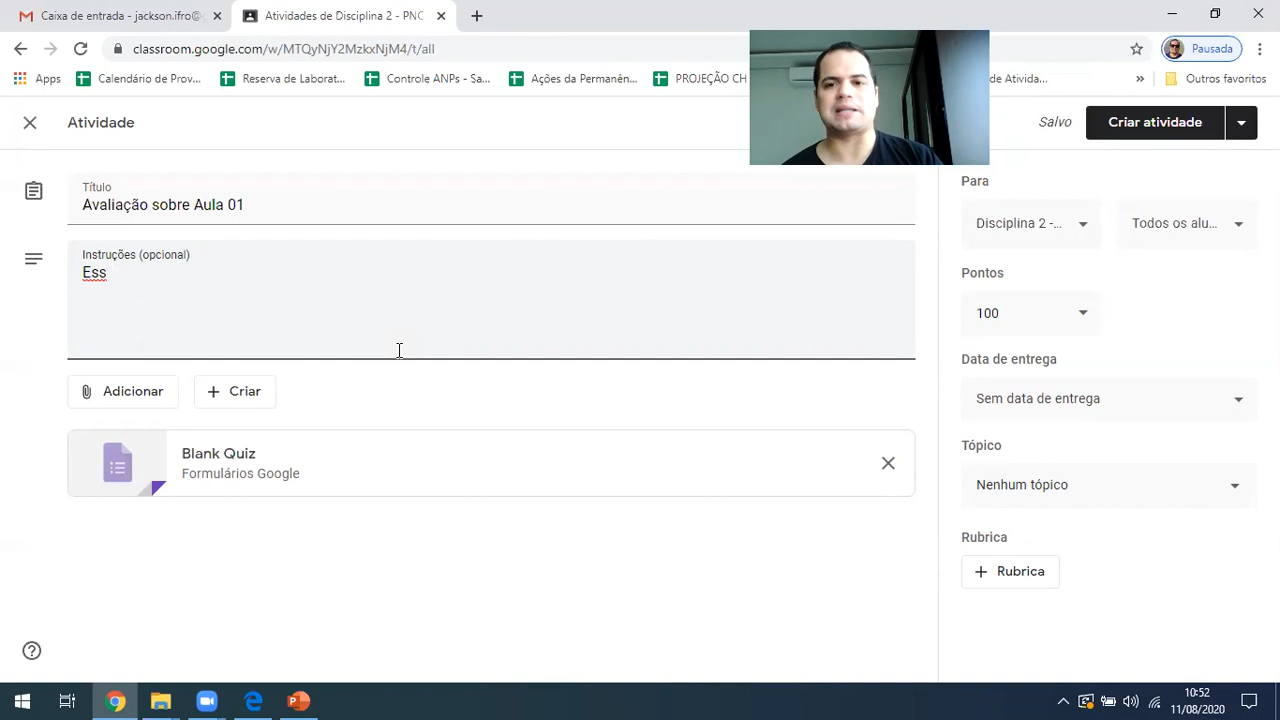 Caixa de entrada - jackson.ifro@
Atividades de Disciplina 2 - PNC
classroom.google.com/w/MTQyNjY2MzkxNjM4/t/all
Pausada
Apps
Calendário de Prov...
Reserva de Laborat...
Controle ANPs - Sa...
Ações da Permanên...
PROJEÇÃO CH
de Ativida...
»
Outros favoritos
Atividade
Salvo
Criar atividade
Título
Avaliação sobre Aula 01
Instruções (opcional)
Ess
Adicionar
Criar
Blank Quiz
Formulários Google
Para
Disciplina 2 -...
Todos os alu...
Pontos
100
Data de entrega
Sem data de entrega
Tópico
Nenhum tópico
Rubrica
Rubrica
10:52
11/08/2020